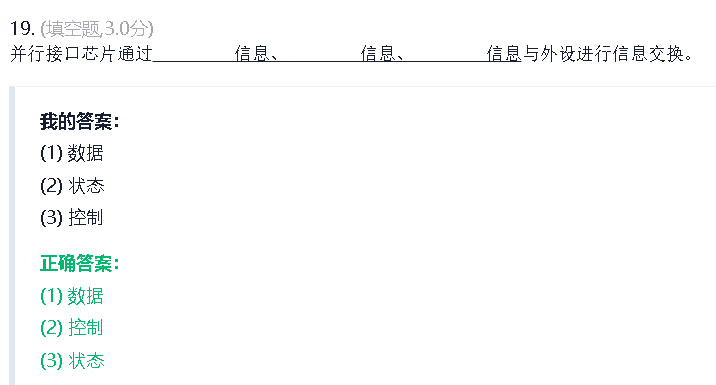 19. (填空题,3.0分)
并行接口芯片通过_________信息、_________信息、_________信息与外设进行信息交换。
我的答案：
(1) 数据
(2) 状态
(3) 控制
正确答案：
(1) 数据
(2) 控制
(3) 状态